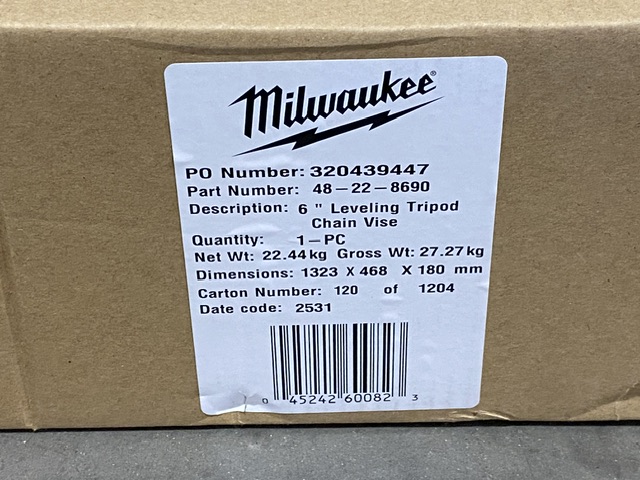 Milwaukee®
PO Number: 320439447
Part Number: 48-22-8690
Description: 6 " Leveling Tripod
Chain Vise
Quantity: 1-PC
Net Wt: 22.44kg Gross Wt: 27.27kg
Dimensions: 1323 X 468 X 180 mm
Carton Number: 120 of 1204
Date code: 2531
0 45242 60082 3